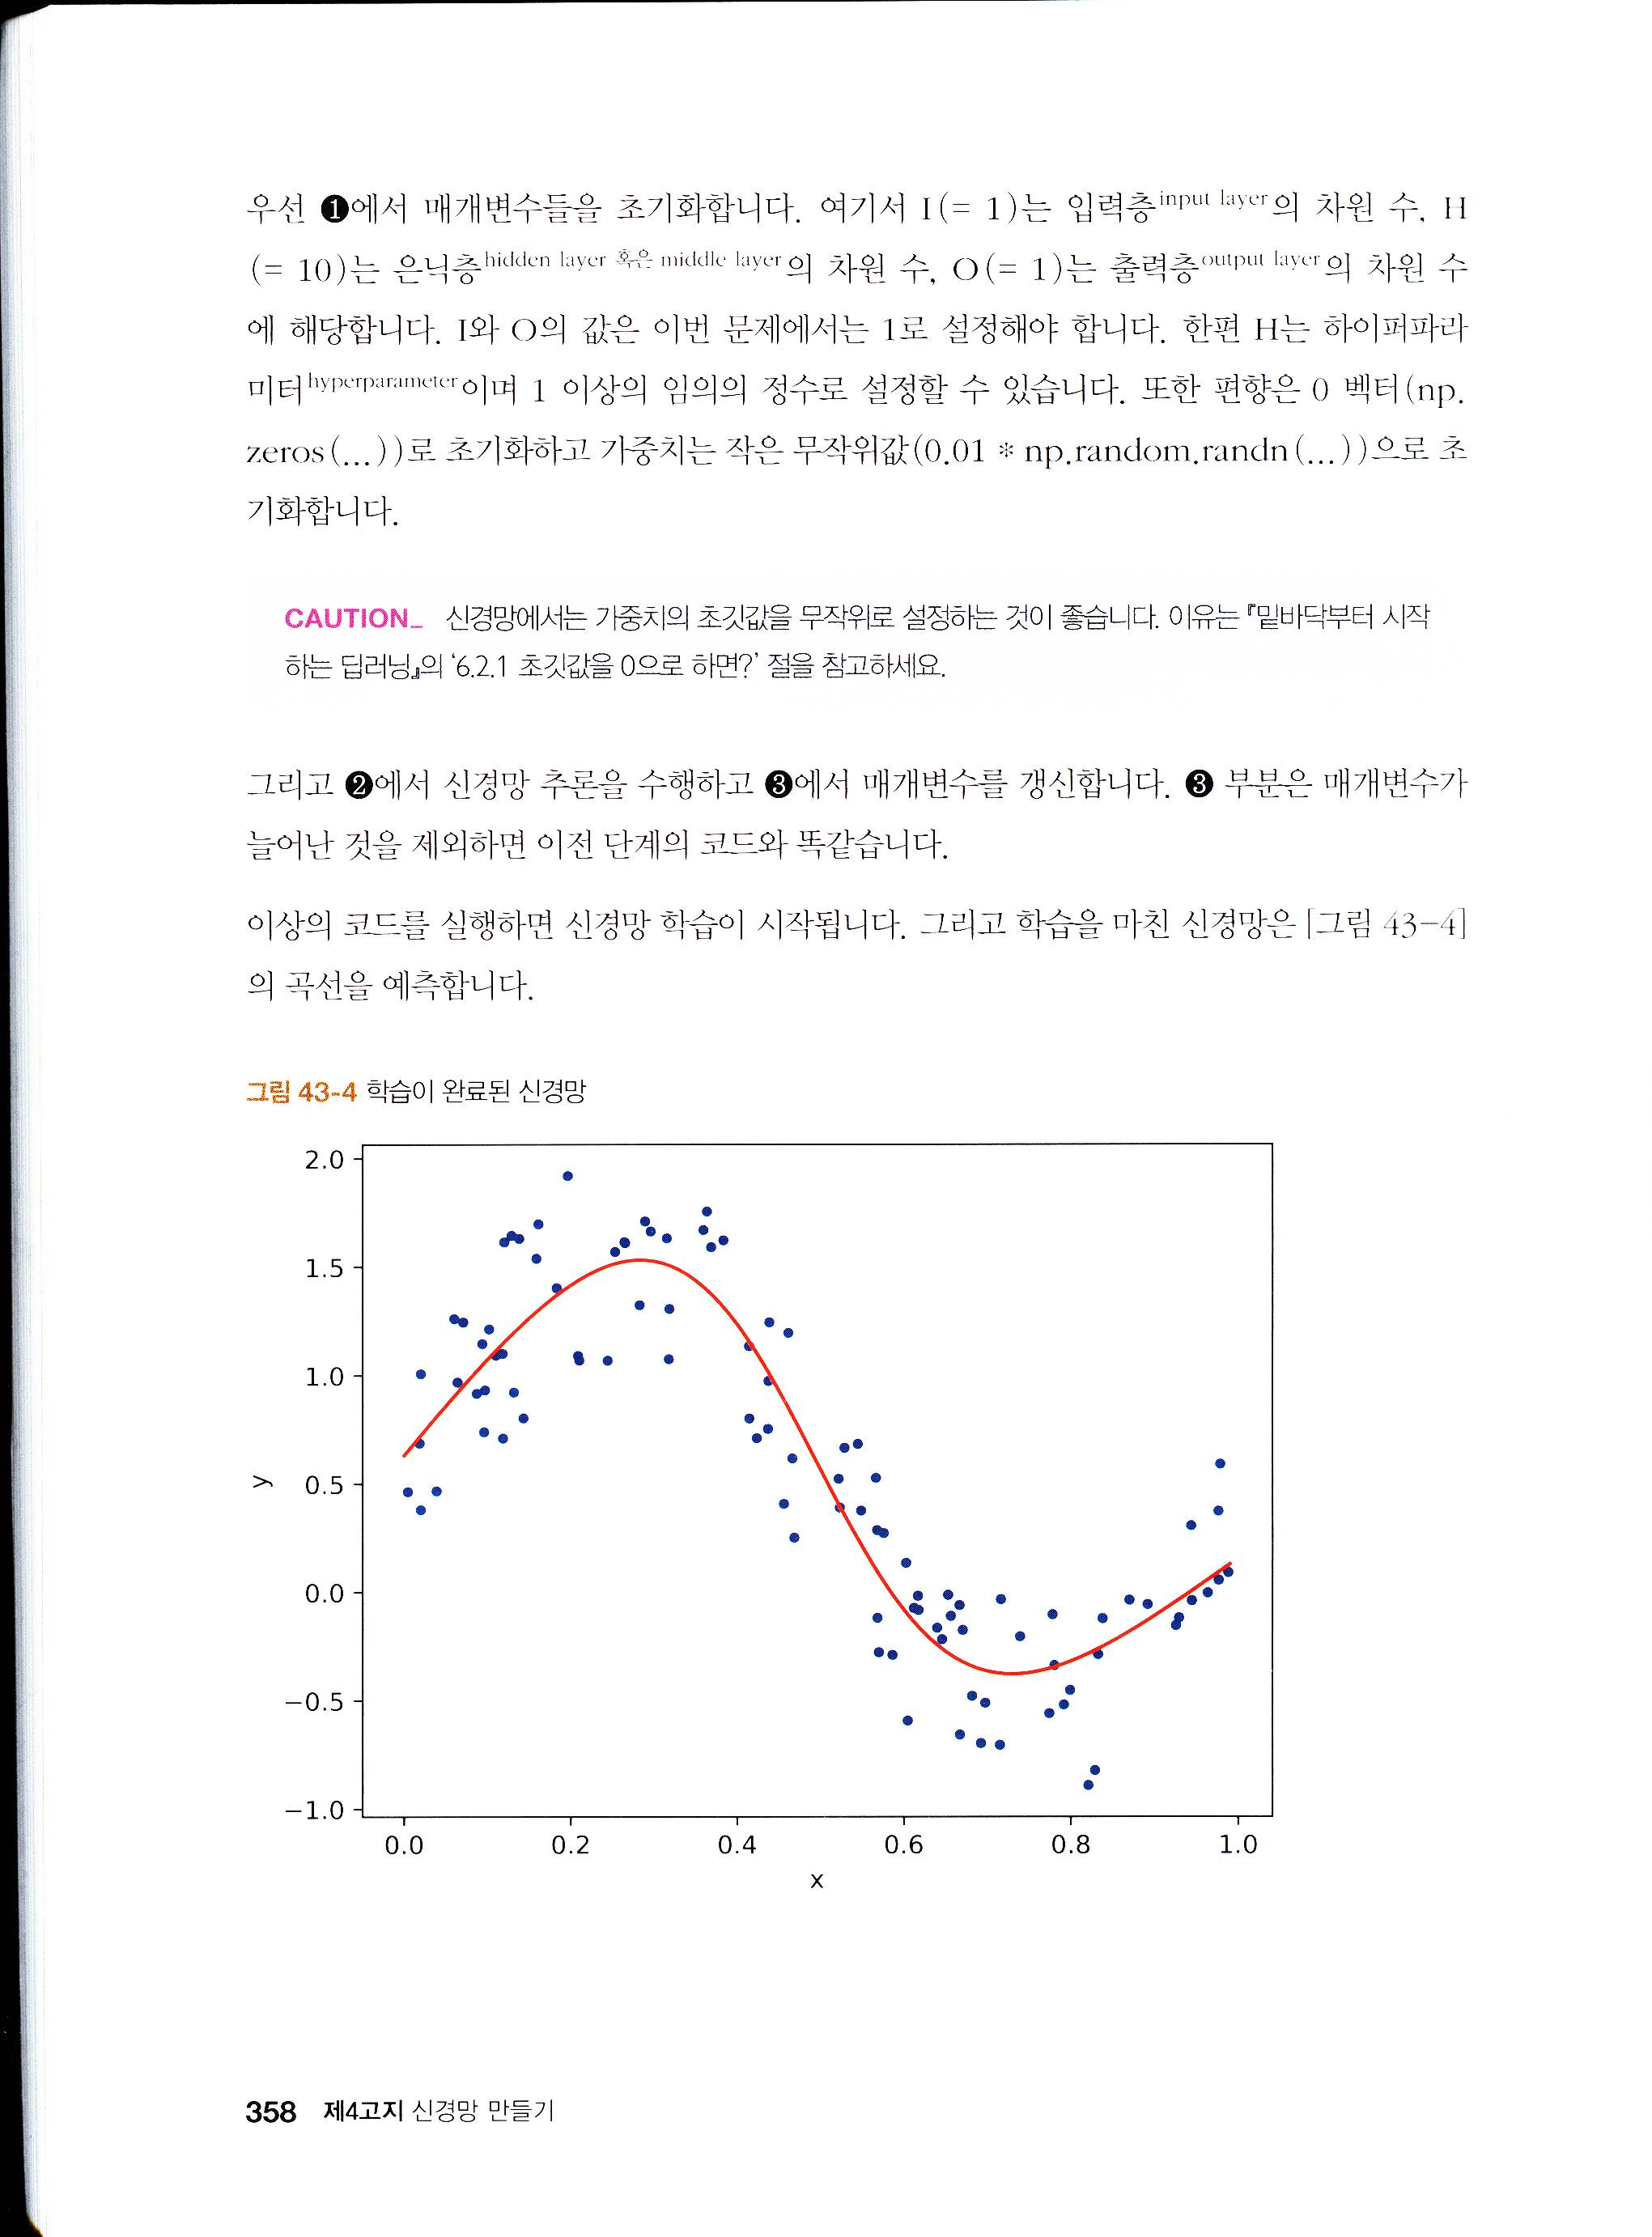 우선 ❶에서 매개변수들을 초기화합니다. 여기서 I(= 1)는 입력층input layer의 차원 수, H
(= 10)는 은닉층hidden layer 혹은 middle layer의 차원 수, O(= 1)는 출력층output layer의 차원 수
에 해당합니다. I와 O의 값은 이번 문제에서는 1로 설정해야 합니다. 한편 H는 하이퍼파라
미터hyperparameter이며 1 이상의 임의의 정수로 설정할 수 있습니다. 또한 편향은 0 벡터(np.
zeros(...))로 초기화하고 가중치는 작은 무작위값(0.01 * np.random.randn(...))으로 초
기화합니다.
CAUTION_ 신경망에서는 가중치의 초깃값을 무작위로 설정하는 것이 좋습니다. 이유는 『밑바닥부터 시작
하는 딥러닝』의 '6.2.1 초깃값을 0으로 하면?' 절을 참고하세요.
그리고 ❷에서 신경망 추론을 수행하고 ❸에서 매개변수를 갱신합니다. ❸ 부분은 매개변수가
늘어난 것을 제외하면 이전 단계의 코드와 똑같습니다.
이상의 코드를 실행하면 신경망 학습이 시작됩니다. 그리고 학습을 마친 신경망은 [그림 43-4]
의 곡선을 예측합니다.
그림 43-4 학습이 완료된 신경망
2.0
1.5
1.0
y
0.5
0.0
−0.5
−1.0
0.0 0.2 0.4 0.6 0.8 1.0
x
358 제4고지 신경망 만들기